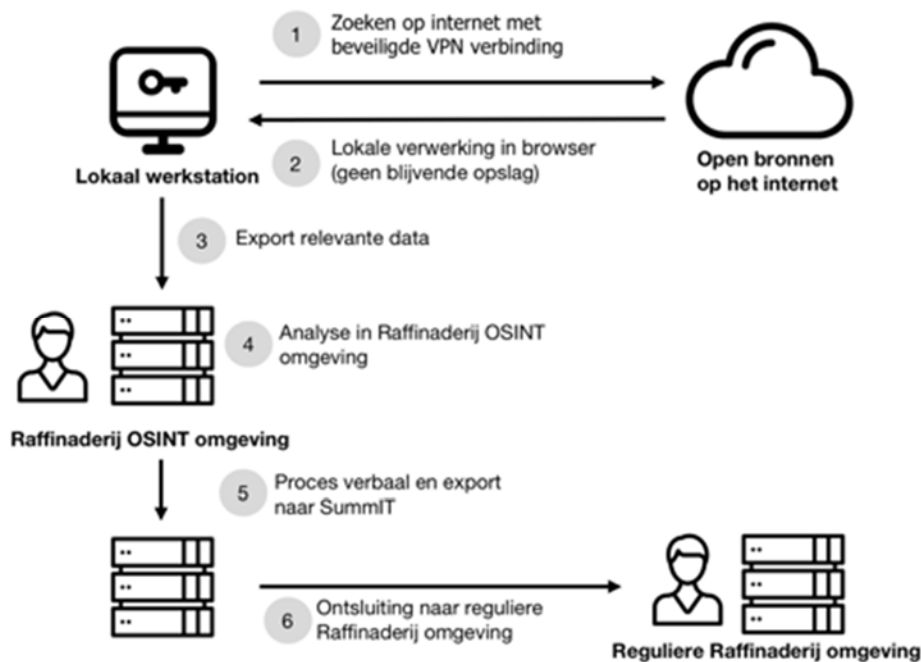 1
Zoeken op internet met
beveiligde VPN verbinding
Lokaal werkstation
2
Lokale verwerking in browser
(geen blijvende opslag)
Open bronnen
op het internet
3
Export relevante data
4
Analyse in Raffinaderij OSINT
omgeving
Raffinaderij OSINT omgeving
5
Proces verbaal en export
naar SummIT
6
Ontsluiting naar reguliere
Raffinaderij omgeving
Reguliere Raffinaderij omgeving